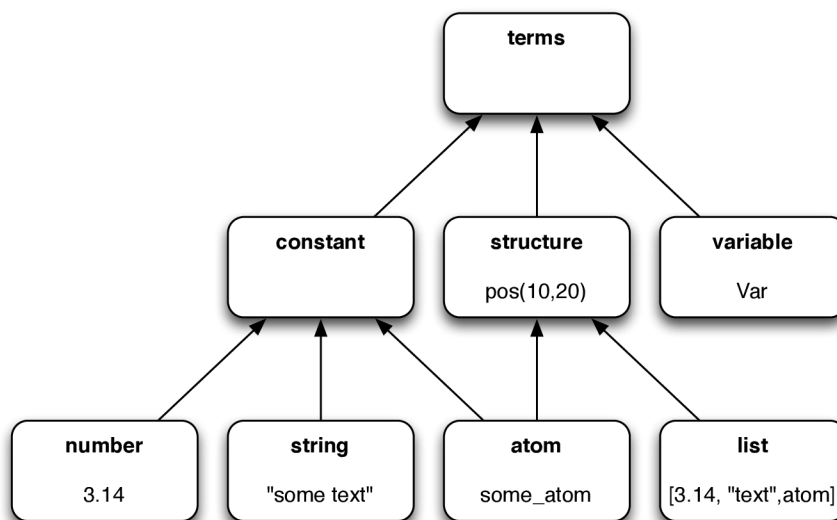 terms
constant
structure
pos(10,20)
variable
Var
number
3.14
string
"some text"
atom
some_atom
list
[3.14, "text",atom]